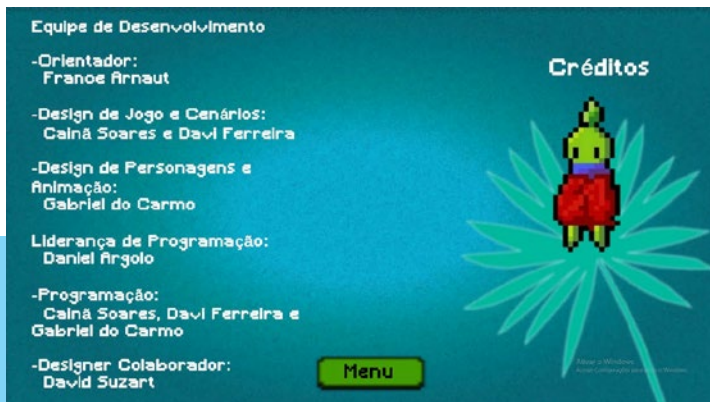 Equipe de Desenvolvimento
-Orientador:
France Arnaut
-Design de Jogo e Cenários:
Cainã Soares e Davi Ferreira
-Design de Personagens e
Animação:
Gabriel do Carmo
Liderança de Programação:
Daniel Argolo
-Programação:
Cainã Soares, Davi Ferreira e
Gabriel do Carmo
-Designer Colaborador:
David Suzart
Créditos
Menu
Ativar o Windows